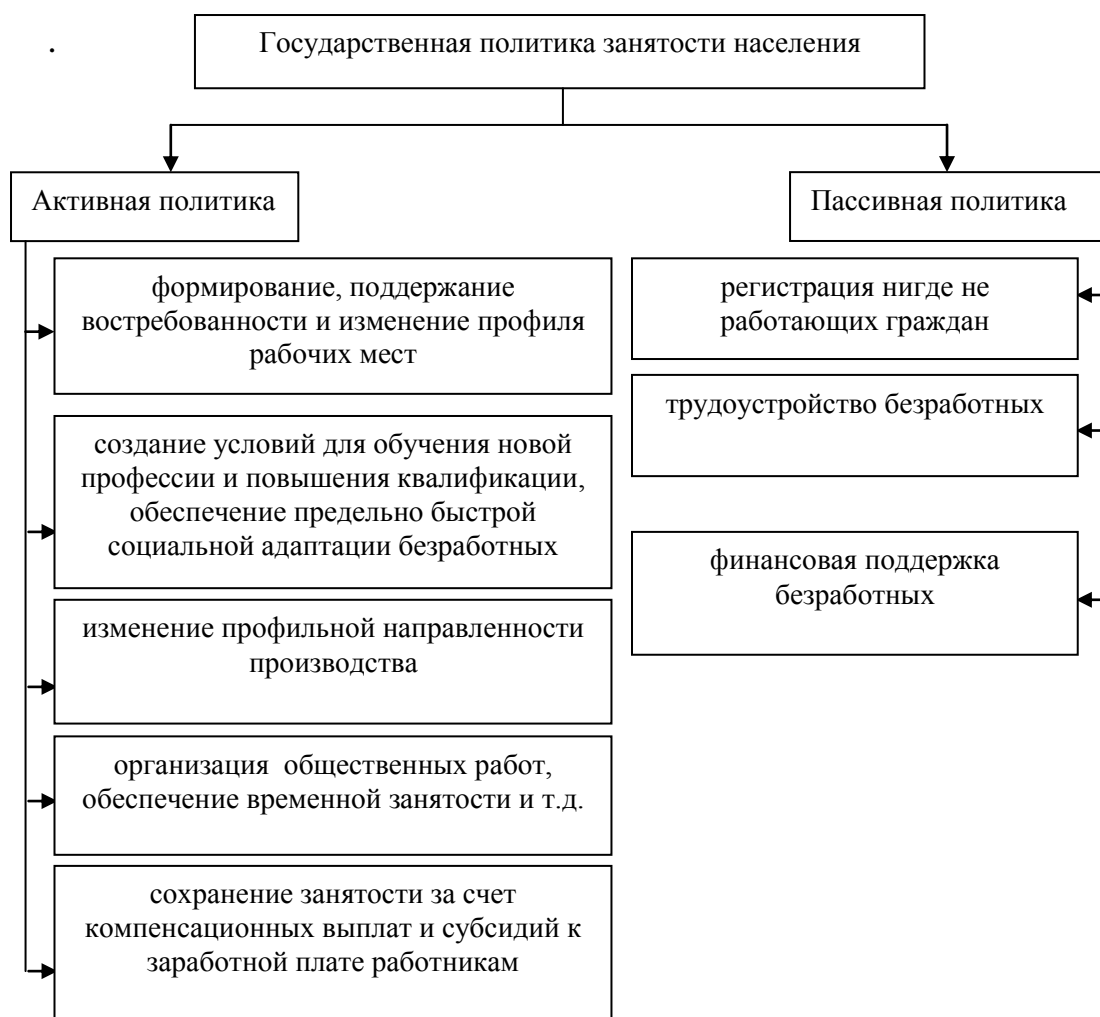 .
Государственная политика занятости населения
Активная политика
Пассивная политика
формирование, поддержание
востребованности и изменение профиля
рабочих мест
создание условий для обучения новой
профессии и повышения квалификации,
обеспечение предельно быстрой
социальной адаптации безработных
изменение профильной направленности
производства
организация  общественных работ,
обеспечение временной занятости и т.д.
сохранение занятости за счет
компенсационных выплат и субсидий к
заработной плате работникам
регистрация нигде не
работающих граждан
трудоустройство безработных
финансовая поддержка
безработных